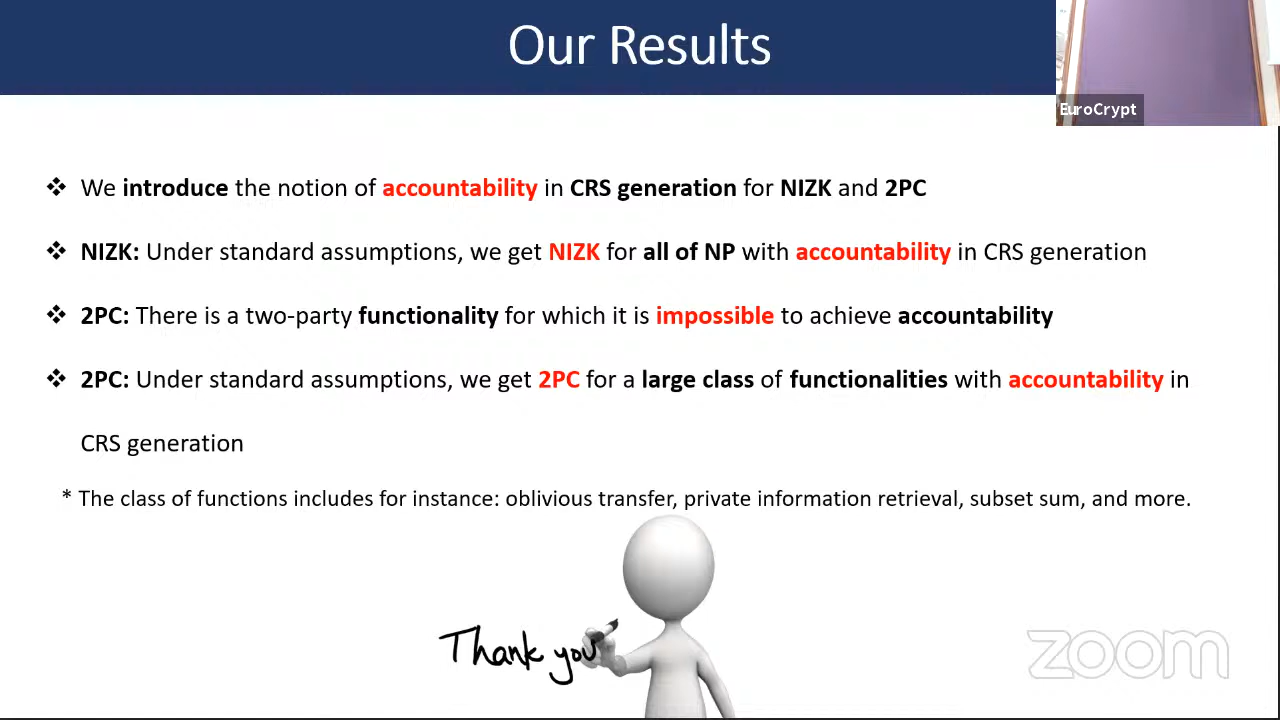 Our Results
EuroCrypt
❖ We introduce the notion of accountability in CRS generation for NIZK and 2PC
❖ NIZK: Under standard assumptions, we get NIZK for all of NP with accountability in CRS generation
❖ 2PC: There is a two-party functionality for which it is impossible to achieve accountability
❖ 2PC: Under standard assumptions, we get 2PC for a large class of functionalities with accountability in
CRS generation
* The class of functions includes for instance: oblivious transfer, private information retrieval, subset sum, and more.
Thank you
zoom